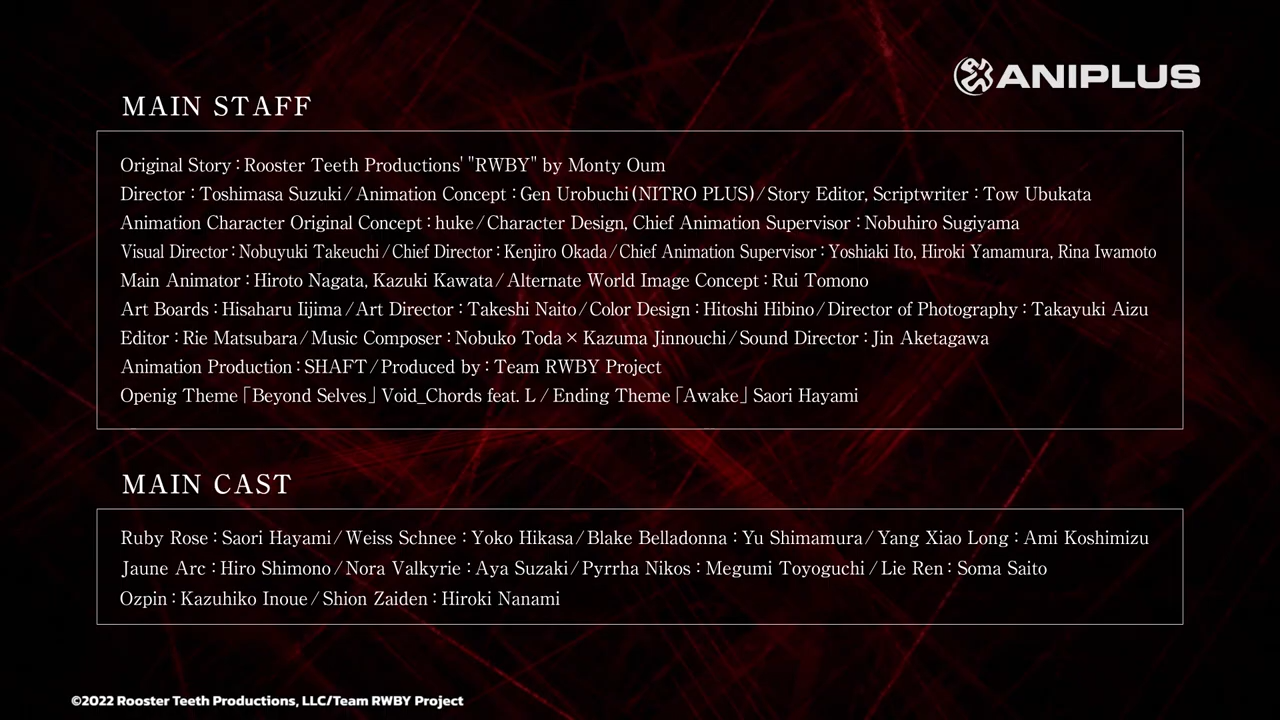 ANIPLUS
MAIN STAFF
Original Story : Rooster Teeth Productions' "RWBY" by Monty Oum
Director : Toshimasa Suzuki / Animation Concept : Gen Urobuchi (NITRO PLUS) / Story Editor, Scriptwriter : Tow Ubukata
Animation Character Original Concept : huke / Character Design, Chief Animation Supervisor : Nobuhiro Sugiyama
Visual Director : Nobuyuki Takeuchi / Chief Director : Kenjiro Okada / Chief Animation Supervisor : Yoshiaki Ito, Hiroki Yamamura, Rina Iwamoto
Main Animator : Hiroto Nagata, Kazuki Kawata / Alternate World Image Concept : Rui Tomono
Art Boards : Hisaharu Iijima / Art Director : Takeshi Naito / Color Design : Hitoshi Hibino / Director of Photography : Takayuki Aizu
Editor : Rie Matsubara / Music Composer : Nobuko Toda × Kazuma Jinnouchi / Sound Director : Jin Aketagawa
Animation Production : SHAFT / Produced by : Team RWBY Project
Openig Theme「Beyond Selves」Void_Chords feat. L / Ending Theme「Awake」Saori Hayami
MAIN CAST
Ruby Rose : Saori Hayami / Weiss Schnee : Yoko Hikasa / Blake Belladonna : Yu Shimamura / Yang Xiao Long : Ami Koshimizu
Jaune Arc : Hiro Shimono / Nora Valkyrie : Aya Suzaki / Pyrrha Nikos : Megumi Toyoguchi / Lie Ren : Soma Saito
Ozpin : Kazuhiko Inoue / Shion Zaiden : Hiroki Nanami
©2022 Rooster Teeth Productions, LLC/Team RWBY Project